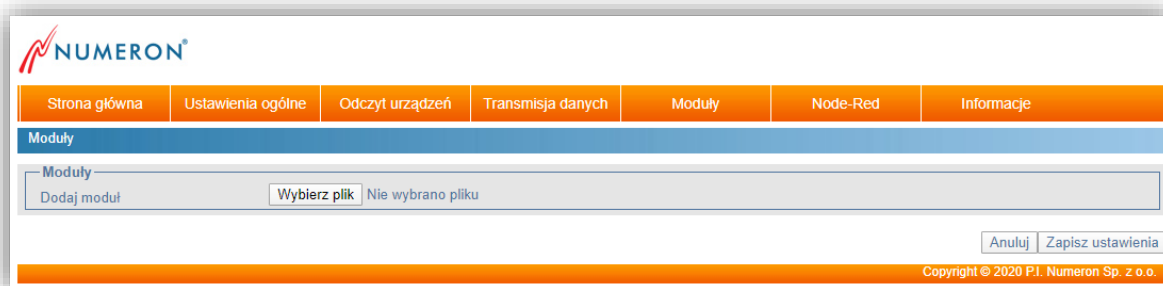 NUMERON®
Strona główna Ustawienia ogólne Odczyt urządzeń Transmisja danych Moduły Node-Red Informacje
Moduły
Moduły
Dodaj moduł Wybierz plik Nie wybrano pliku
Anuluj Zapisz ustawienia
Copyright © 2020 P.I. Numeron Sp. z o.o.